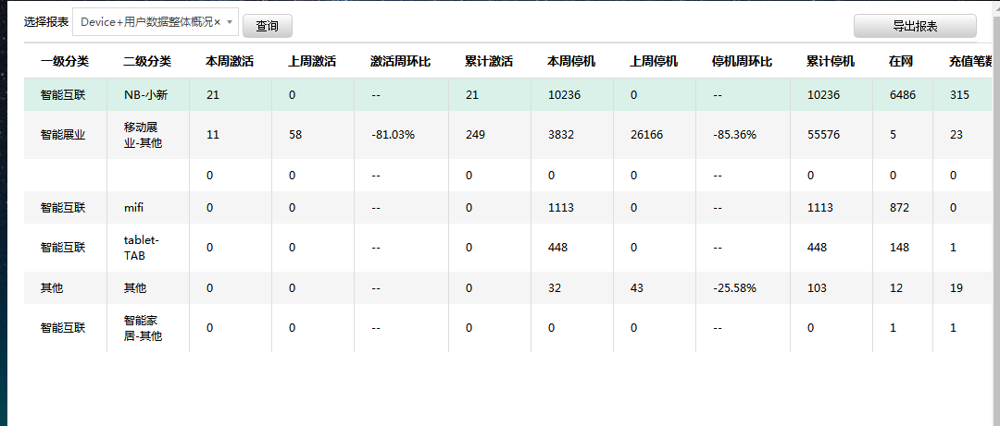 选择报表 Device+用户数据整体概况× 查询 导出报表
一级分类 二级分类 本周激活 上周激活 激活周环比 累计激活 本周停机 上周停机 停机周环比 累计停机 在网 充值笔数
智能互联 NB-小新 21 0 -- 21 10236 0 -- 10236 6486 315
智能展业 移动展
业-其他 11 58 -81.03% 249 3832 26166 -85.36% 55576 5 23
0 0 -- 0 0 0 -- 0 0 0
智能互联 mifi 0 0 -- 0 1113 0 -- 1113 872 0
智能互联 tablet-
TAB 0 0 -- 0 448 0 -- 448 148 1
其他 其他 0 0 -- 0 32 43 -25.58% 103 12 19
智能互联 智能家
居-其他 0 0 -- 0 0 0 -- 0 1 1